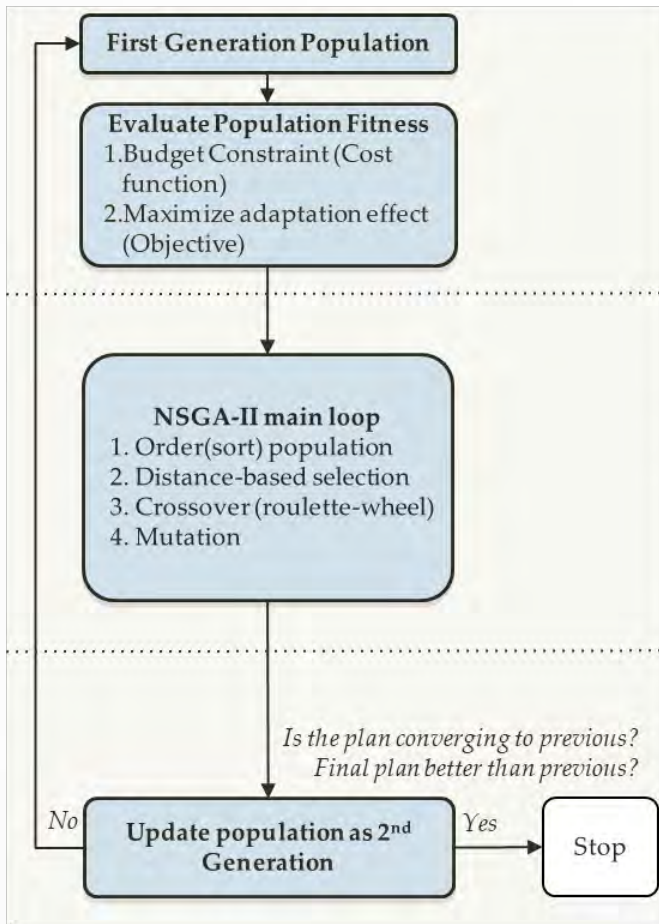 First Generation Population
Evaluate Population Fitness
1.Budget Constraint (Cost
function)
2.Maximize adaptation effect
(Objective)
NSGA-II main loop
1. Order(sort) population
2. Distance-based selection
3. Crossover (roulette-wheel)
4. Mutation
Is the plan converging to previous?
Final plan better than previous?
No
Update population as 2nd
Generation
Yes
Stop